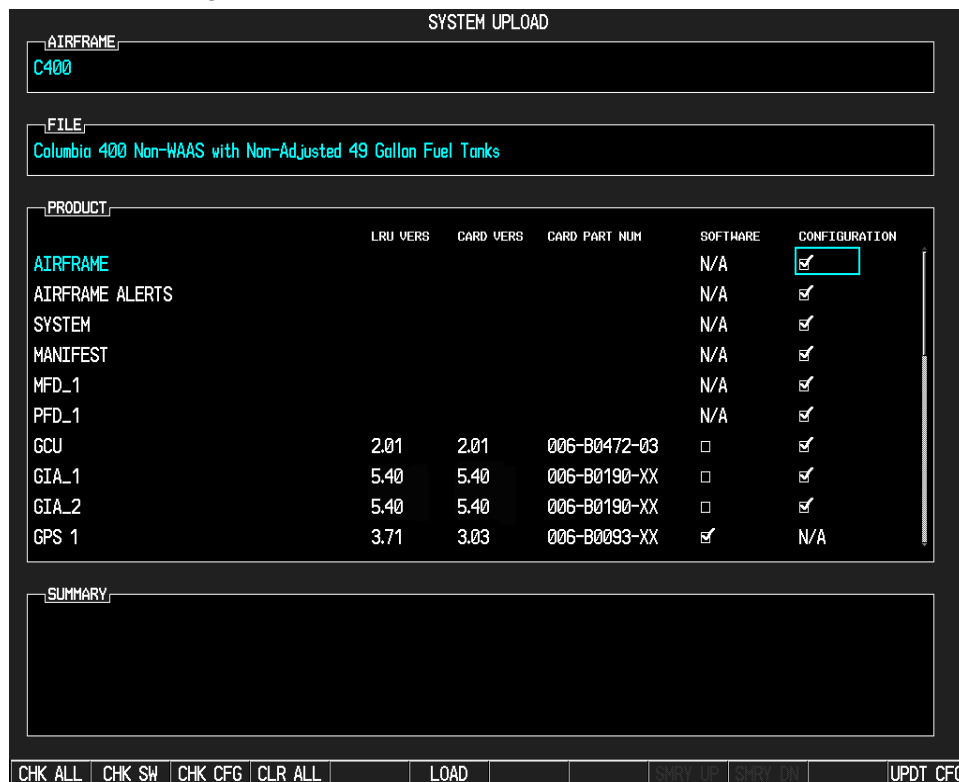 SYSTEM UPLOAD
AIRFRAME
C400
FILE
Columbia 400 Non-WAAS with Non-Adjusted 49 Gallon Fuel Tanks
PRODUCT
LRU VERS CARD VERS CARD PART NUM SOFTWARE CONFIGURATION
AIRFRAME N/A
AIRFRAME ALERTS N/A
SYSTEM N/A
MANIFEST N/A
MFD_1 N/A
PFD_1 N/A
GCU 2.01 2.01 006-B0472-03
GIA_1 5.40 5.40 006-B0190-XX
GIA_2 5.40 5.40 006-B0190-XX
GPS 1 3.71 3.03 006-B0093-XX N/A
SUMMARY
CHK ALL CHK SW CHK CFG CLR ALL LOAD SMRY UP SMRY DN UPDT CFG